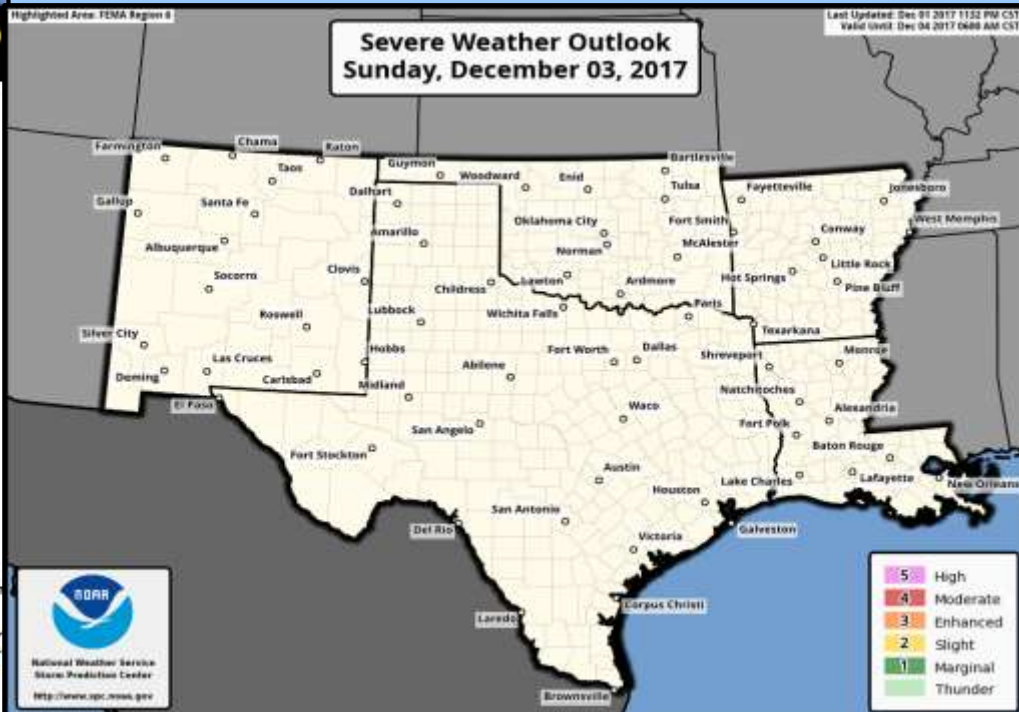 Highlighted Area: FEMA Region 6
Last Updated: Dec 01 2017 1132 PM CST
Valid Until: Dec 04 2017 0600 AM CST
Severe Weather Outlook
Sunday, December 03, 2017
Farmington
Chama
Raton
Taos
Guymon
Woodward
Enid
Bartlesville
Tulsa
Fayetteville
Jonesboro
Gallup
Santa Fe
Dalhart
Oklahoma City
Fort Smith
West Memphis
Albuquerque
Amarillo
Norman
McAlester
Conway
Little Rock
Socorro
Clovis
Childress
Lawton
Ardmore
Hot Springs
Pine Bluff
Roswell
Lubbock
Wichita Falls
Paris
Texarkana
Silver City
Hobbs
Las Cruces
Deming
Carlsbad
Midland
Abilene
Fort Worth
Dallas
Shreveport
Monroe
El Paso
Natchitoches
San Angelo
Waco
Fort Polk
Alexandria
Fort Stockton
Baton Rouge
Austin
Houston
Lake Charles
Lafayette
New Orleans
Del Rio
San Antonio
Galveston
Victoria
Laredo
Corpus Christi
Brownsville
NOAA
National Weather Service
Storm Prediction Center
http://www.spc.noaa.gov
5 High
4 Moderate
3 Enhanced
2 Slight
1 Marginal
Thunder